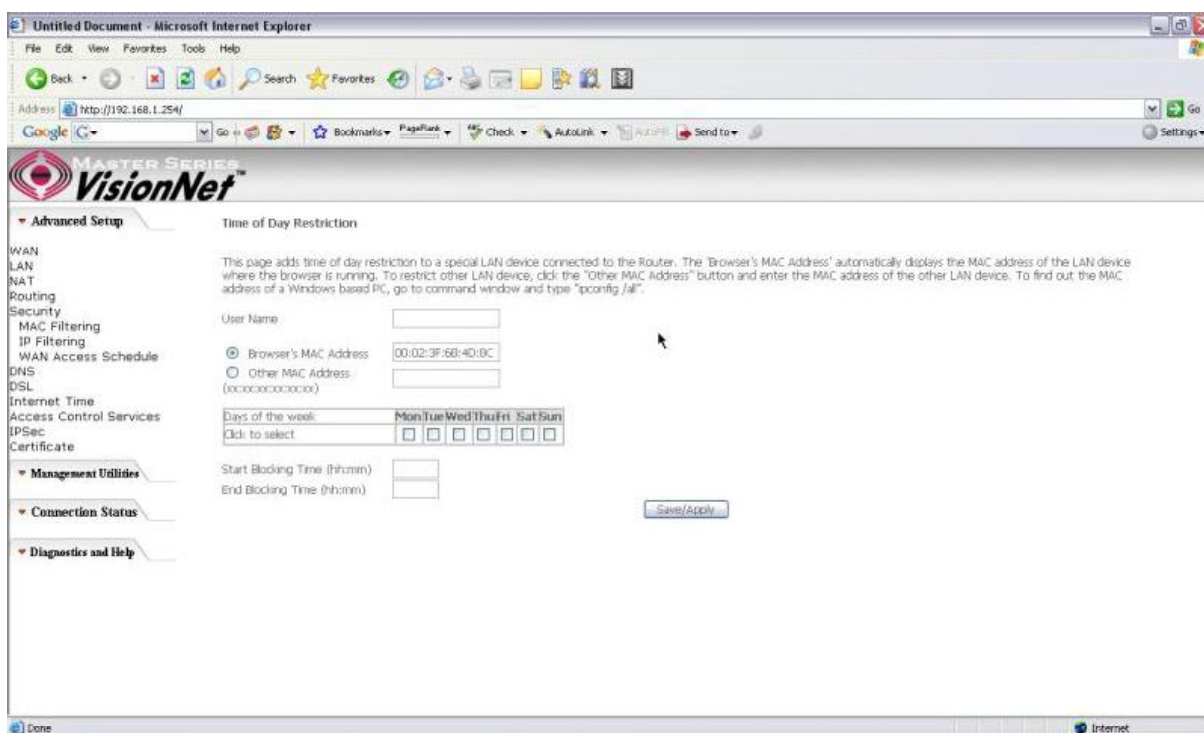 Untitled Document - Microsoft Internet Explorer
File Edit View Favorites Tools Help
Back Search Favorites
Address http://192.168.1.254/ Go
Google G Go Bookmarks PageRank Check AutoLink AutoFill Send to Settings
MASTER SERIES
VisionNet™
Advanced Setup
WAN
LAN
NAT
Routing
Security
MAC Filtering
IP Filtering
WAN Access Schedule
DNS
DSL
Internet Time
Access Control Services
IPSec
Certificate
Management Utilities
Connection Status
Diagnostics and Help
Time of Day Restriction
This page adds time of day restriction to a special LAN device connected to the Router. The 'Browser's MAC Address' automatically displays the MAC address of the LAN device
where the browser is running. To restrict other LAN device, click the "Other MAC Address" button and enter the MAC address of the other LAN device. To find out the MAC
address of a Windows based PC, go to command window and type "ipconfig /all".
User Name
Browser's MAC Address 00:02:3F:6B:4D:8C
Other MAC Address
(xx:xx:xx:xx:xx:xx)
Days of the week Mon Tue Wed Thu Fri Sat Sun
Click to select
Start Blocking Time (hh:mm)
End Blocking Time (hh:mm)
Save/Apply
Done Internet